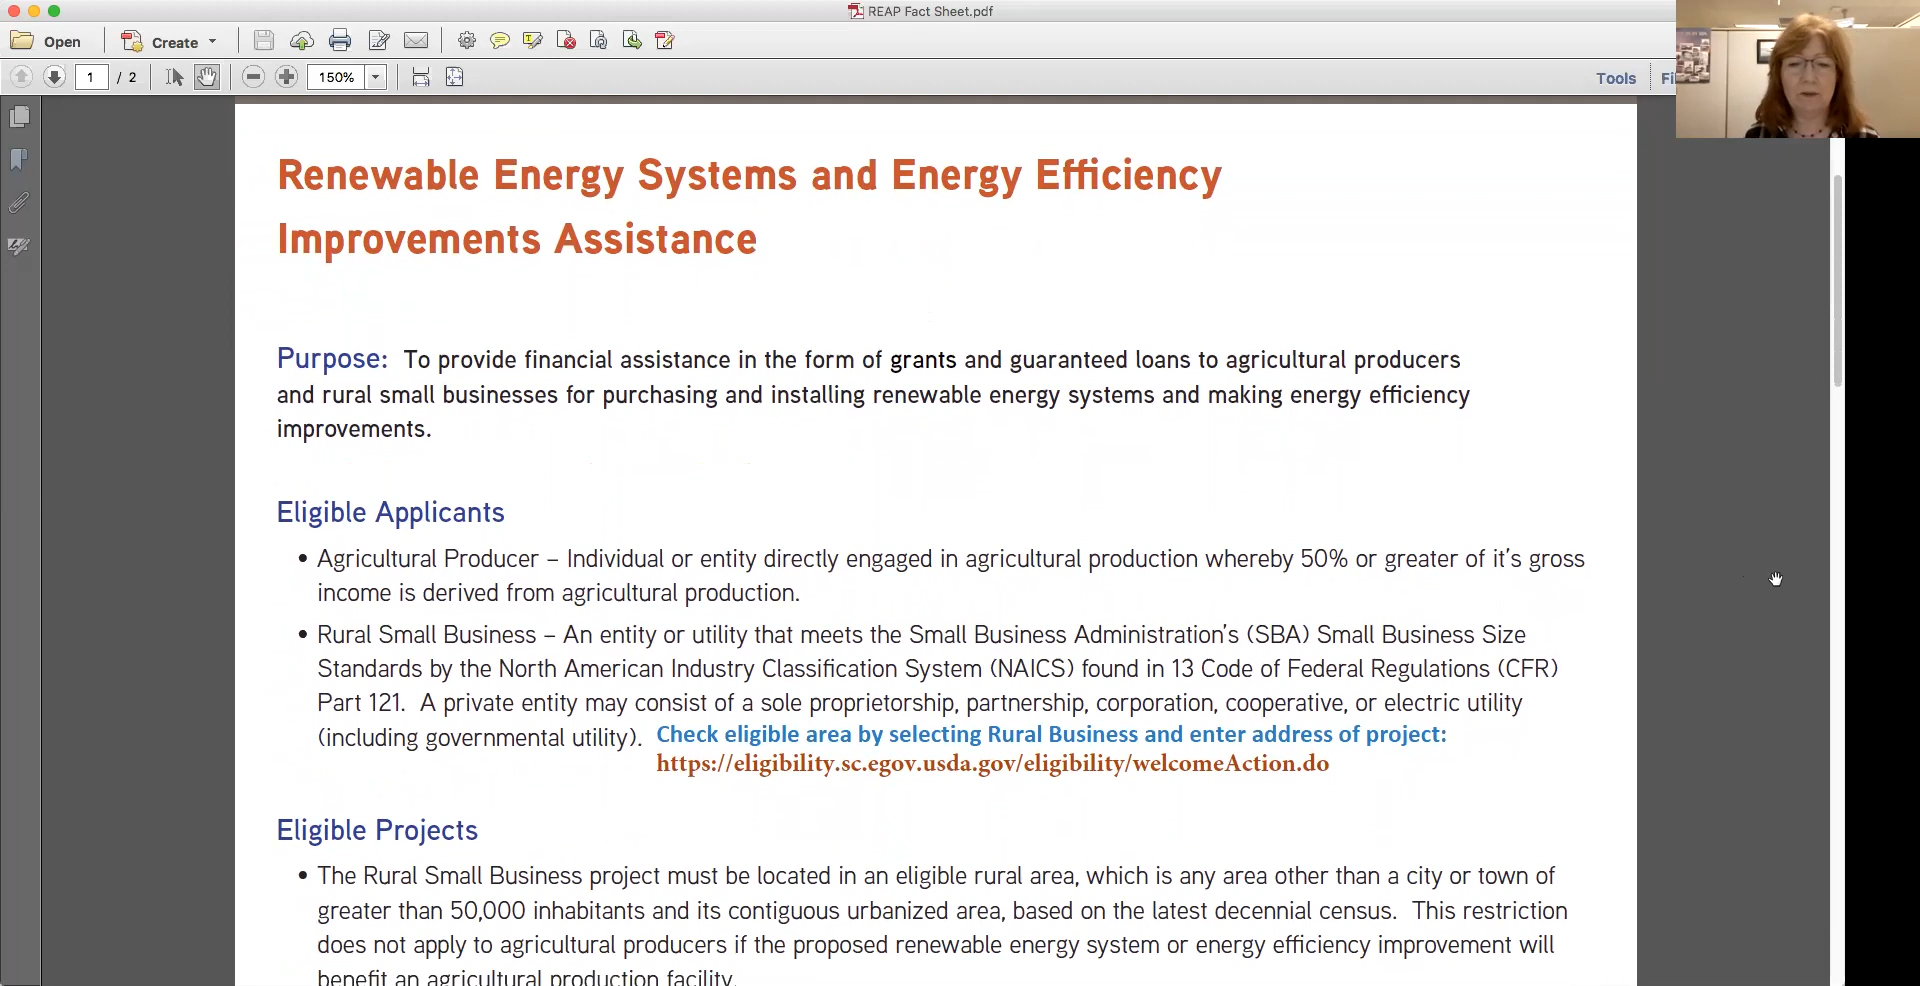 REAP Fact Sheet.pdf
Open
Create
1 / 2
150%
Tools
Fi
Renewable Energy Systems and Energy Efficiency
Improvements Assistance
Purpose: To provide financial assistance in the form of grants and guaranteed loans to agricultural producers
and rural small businesses for purchasing and installing renewable energy systems and making energy efficiency
improvements.
Eligible Applicants
• Agricultural Producer – Individual or entity directly engaged in agricultural production whereby 50% or greater of it's gross
income is derived from agricultural production.
• Rural Small Business – An entity or utility that meets the Small Business Administration's (SBA) Small Business Size
Standards by the North American Industry Classification System (NAICS) found in 13 Code of Federal Regulations (CFR)
Part 121. A private entity may consist of a sole proprietorship, partnership, corporation, cooperative, or electric utility
(including governmental utility). Check eligible area by selecting Rural Business and enter address of project:
https://eligibility.sc.egov.usda.gov/eligibility/welcomeAction.do
Eligible Projects
• The Rural Small Business project must be located in an eligible rural area, which is any area other than a city or town of
greater than 50,000 inhabitants and its contiguous urbanized area, based on the latest decennial census. This restriction
does not apply to agricultural producers if the proposed renewable energy system or energy efficiency improvement will
benefit an agricultural production facility.